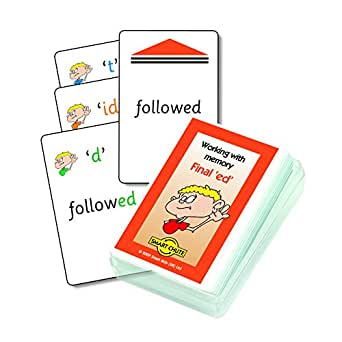 't'
'id'
'd'
followed
followed
Working with
memory
Final 'ed'
SMART CHUTE